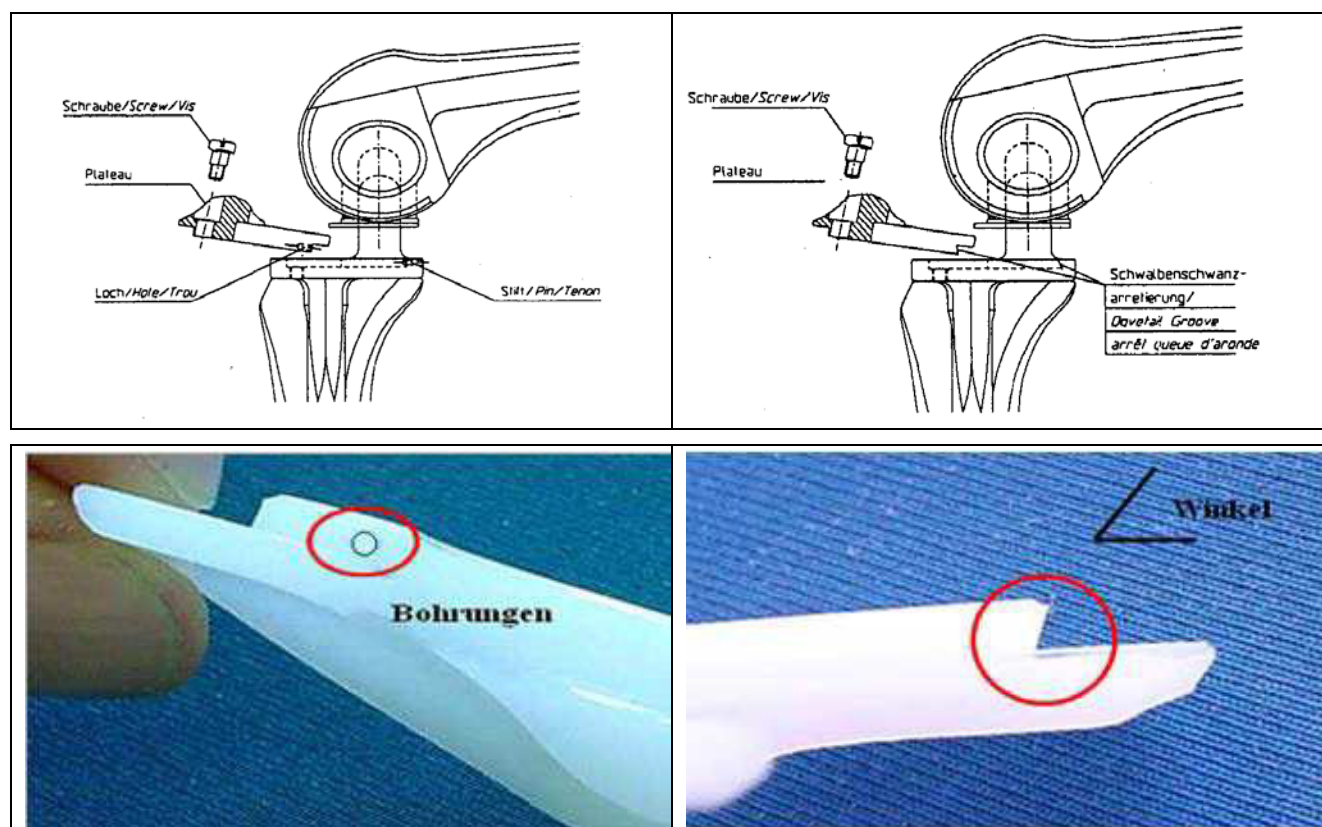 Schraube/Screw/Vis
Plateau
Loch/Hole/Trou
Stift/Pin/Tenon
Schraube/Screw/Vis
Plateau
Schwalbenschwanz-
arretierung/
Dovetail Groove
arrêt queue d'aronde
Bohrungen
Winkel